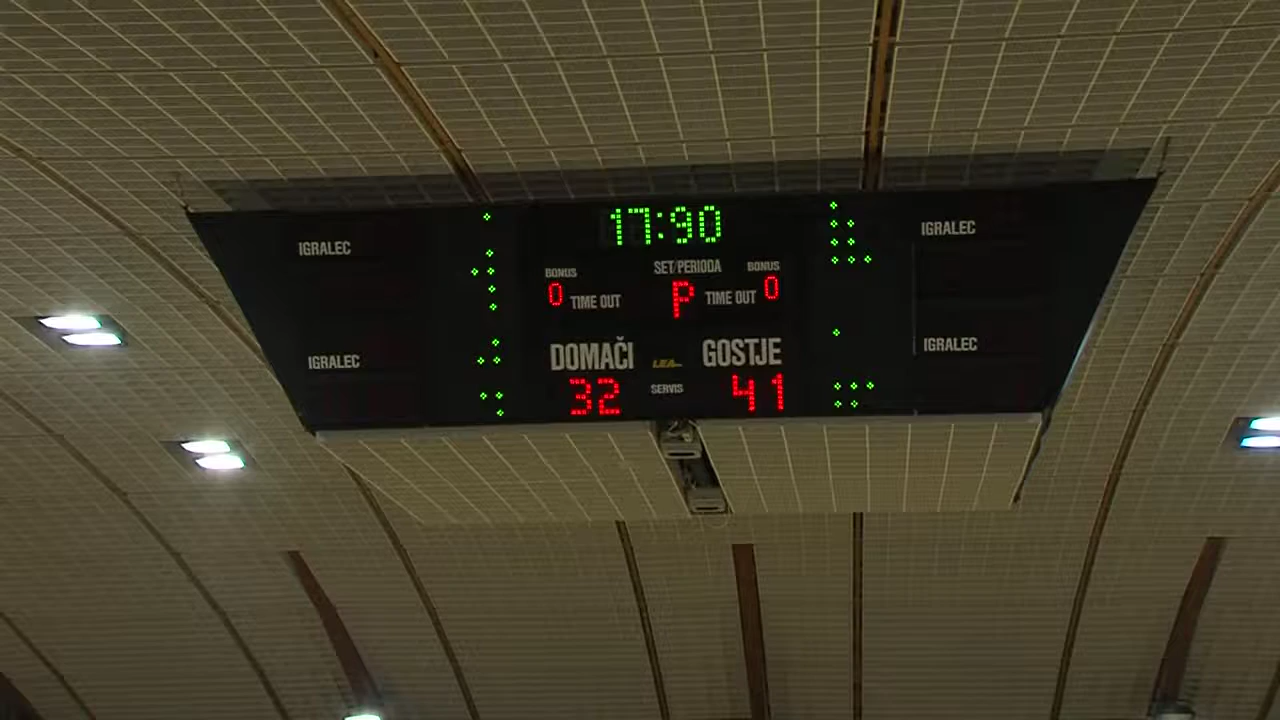 17:90
IGRALEC IGRALEC
BONUS SET/PERIODA BONUS
0 TIME OUT P TIME OUT 0
IGRALEC DOMAČI LEA GOSTJE IGRALEC
32 SERVIS 41